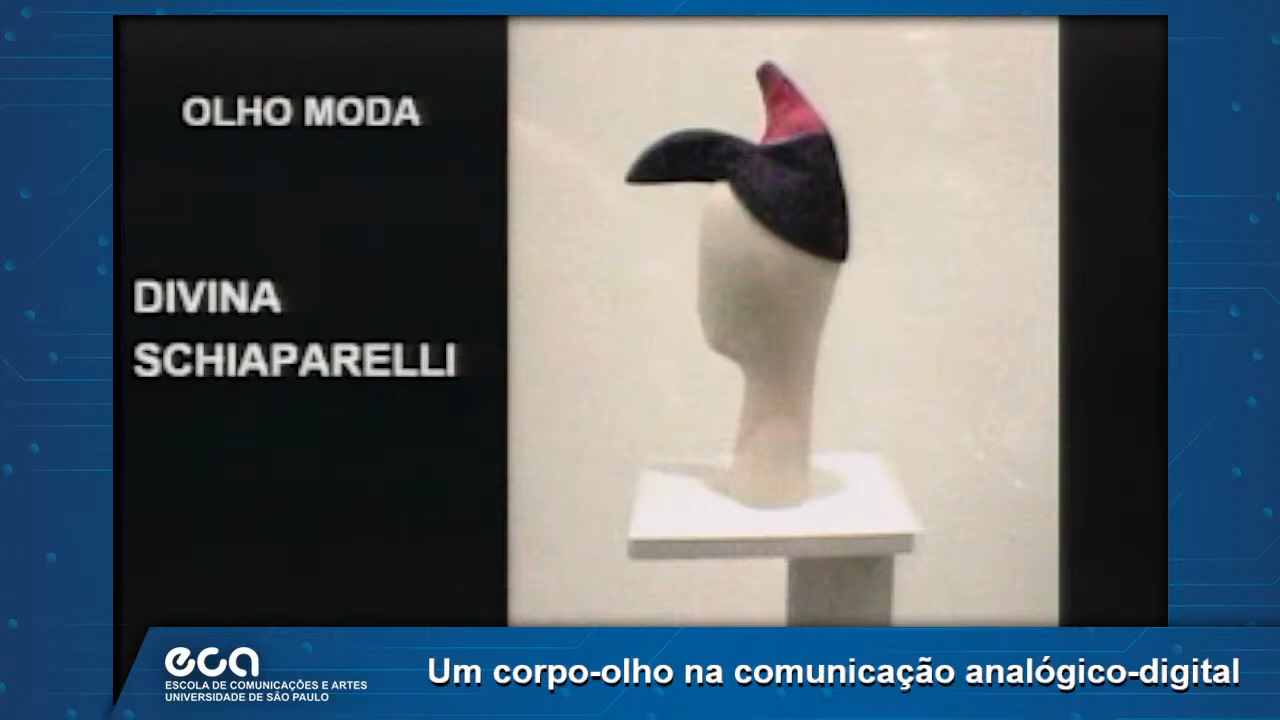 OLHO MODA
DIVINA
SCHIAPARELLI
eca
ESCOLA DE COMUNICAÇÕES E ARTES
UNIVERSIDADE DE SÃO PAULO
Um corpo-olho na comunicação analógico-digital